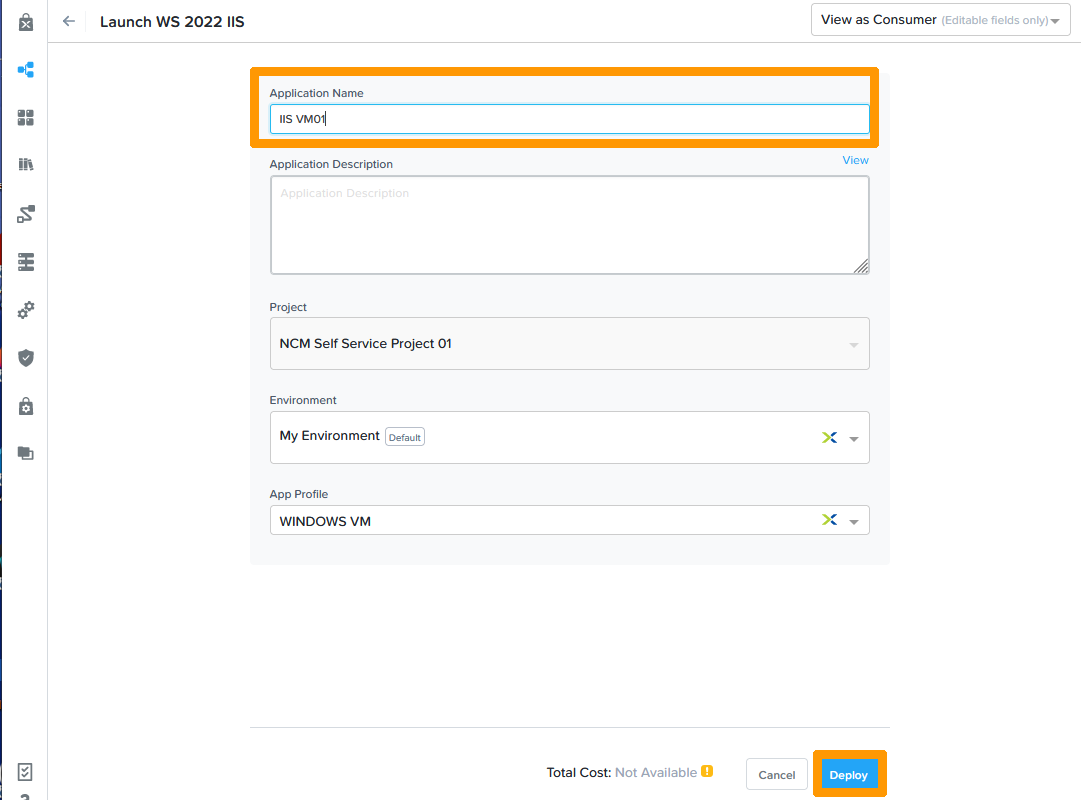 Launch WS 2022 IIS
View as Consumer (Editable fields only)
Application Name
IIS VM01
Application Description
View
Application Description
Project
NCM Self Service Project 01
Environment
My Environment Default
App Profile
WINDOWS VM
Total Cost: Not Available !
Cancel
Deploy